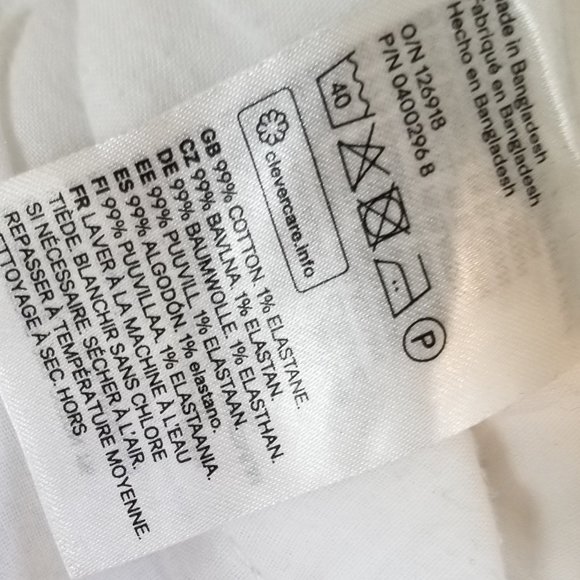 Made in Bangladesh
Fabriqué en Bangladesh
Hecho en Bangladesh
O/N 126918
P/N 0400296 8
40
P
clevercare.info
GB 99% COTTON. 1% ELASTANE.
CZ 99% BAVLNA. 1% ELASTAN.
DE 99% BAUMWOLLE. 1% ELASTHAN.
EE 99% PUUVILL. 1% ELASTAAN.
ES 99% ALGODÓN. 1% elastano.
FI 99% PUUVILLAA. 1% ELASTAANIA.
FR LAVER À LA MACHINE À L'EAU
TIÈDE. BLANCHIR SANS CHLORE
SI NÉCESSAIRE. SÉCHER À L'AIR.
REPASSER À TEMPÉRATURE MOYENNE.
NETTOYAGE À SEC. HORS